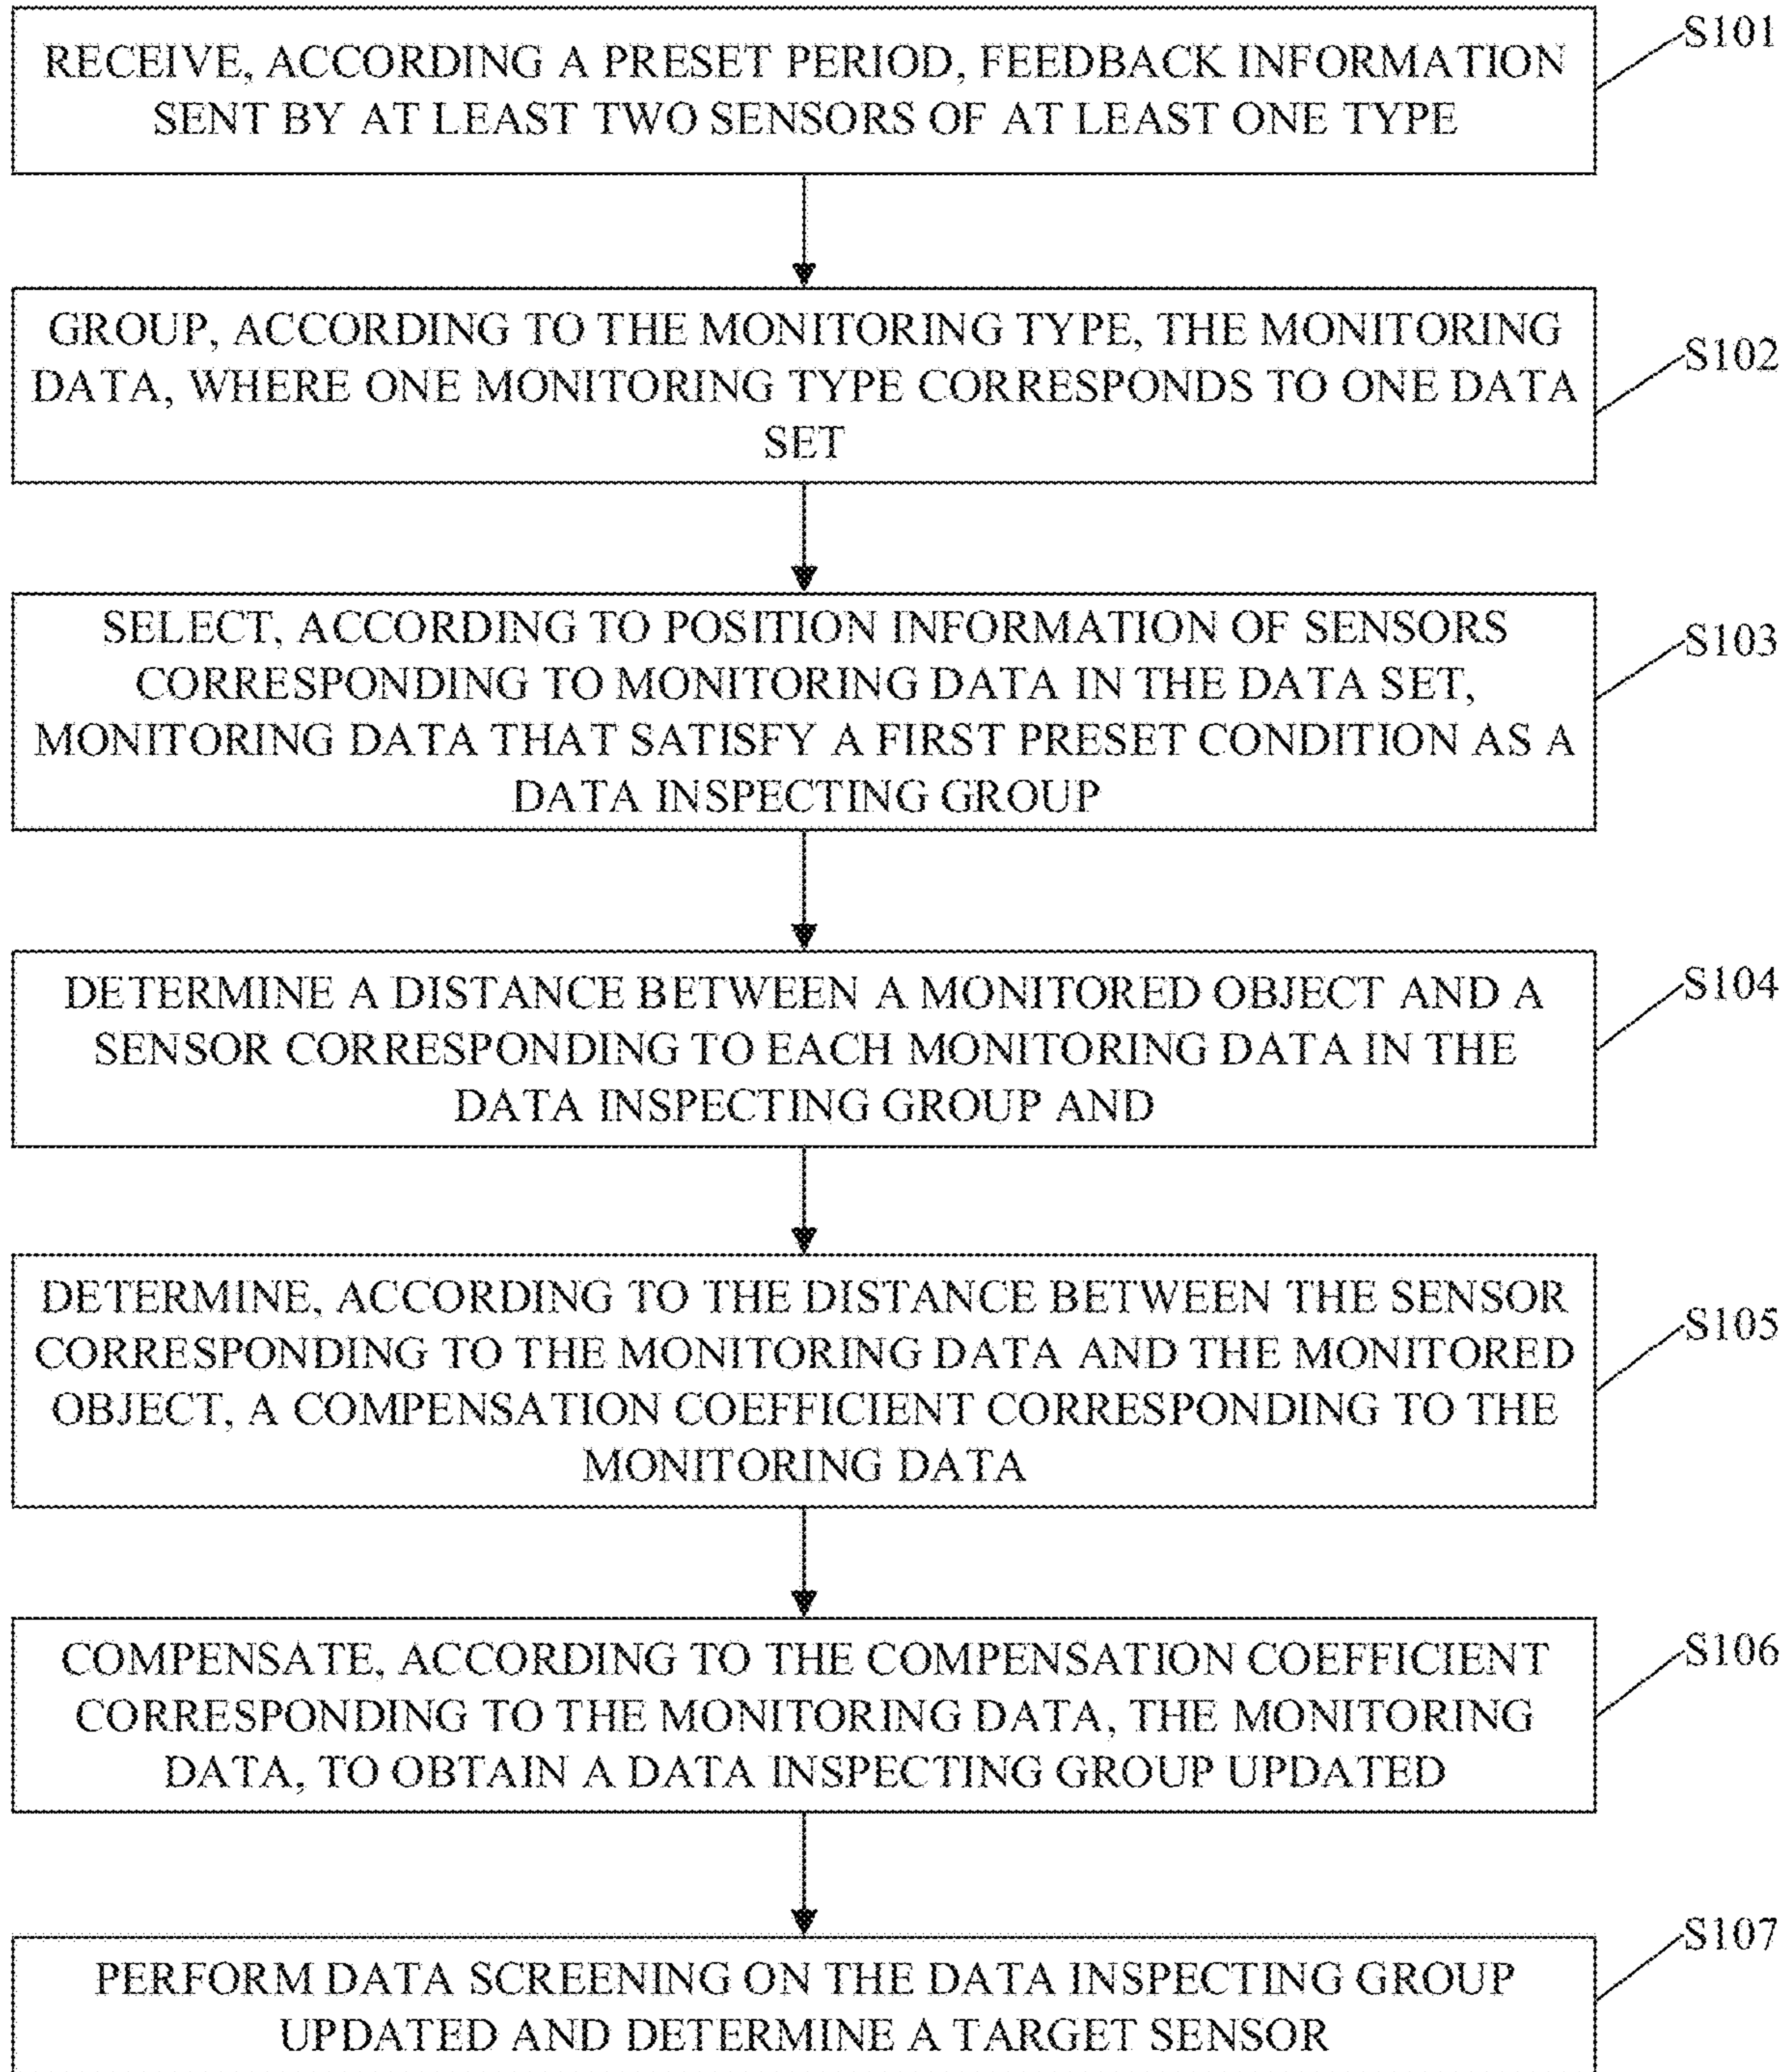 RECEIVE, ACCORDING A PRESET PERIOD, FEEDBACK INFORMATION
SENT BY AT LEAST TWO SENSORS OF AT LEAST ONE TYPE
S101
GROUP, ACCORDING TO THE MONITORING TYPE, THE MONITORING
DATA, WHERE ONE MONITORING TYPE CORRESPONDS TO ONE DATA
SET
S102
SELECT, ACCORDING TO POSITION INFORMATION OF SENSORS
CORRESPONDING TO MONITORING DATA IN THE DATA SET,
MONITORING DATA THAT SATISFY A FIRST PRESET CONDITION AS A
DATA INSPECTING GROUP
S103
DETERMINE A DISTANCE BETWEEN A MONITORED OBJECT AND A
SENSOR CORRESPONDING TO EACH MONITORING DATA IN THE
DATA INSPECTING GROUP AND
S104
DETERMINE, ACCORDING TO THE DISTANCE BETWEEN THE SENSOR
CORRESPONDING TO THE MONITORING DATA AND THE MONITORED
OBJECT, A COMPENSATION COEFFICIENT CORRESPONDING TO THE
MONITORING DATA
S105
COMPENSATE, ACCORDING TO THE COMPENSATION COEFFICIENT
CORRESPONDING TO THE MONITORING DATA, THE MONITORING
DATA, TO OBTAIN A DATA INSPECTING GROUP UPDATED
S106
PERFORM DATA SCREENING ON THE DATA INSPECTING GROUP
UPDATED AND DETERMINE A TARGET SENSOR
S107